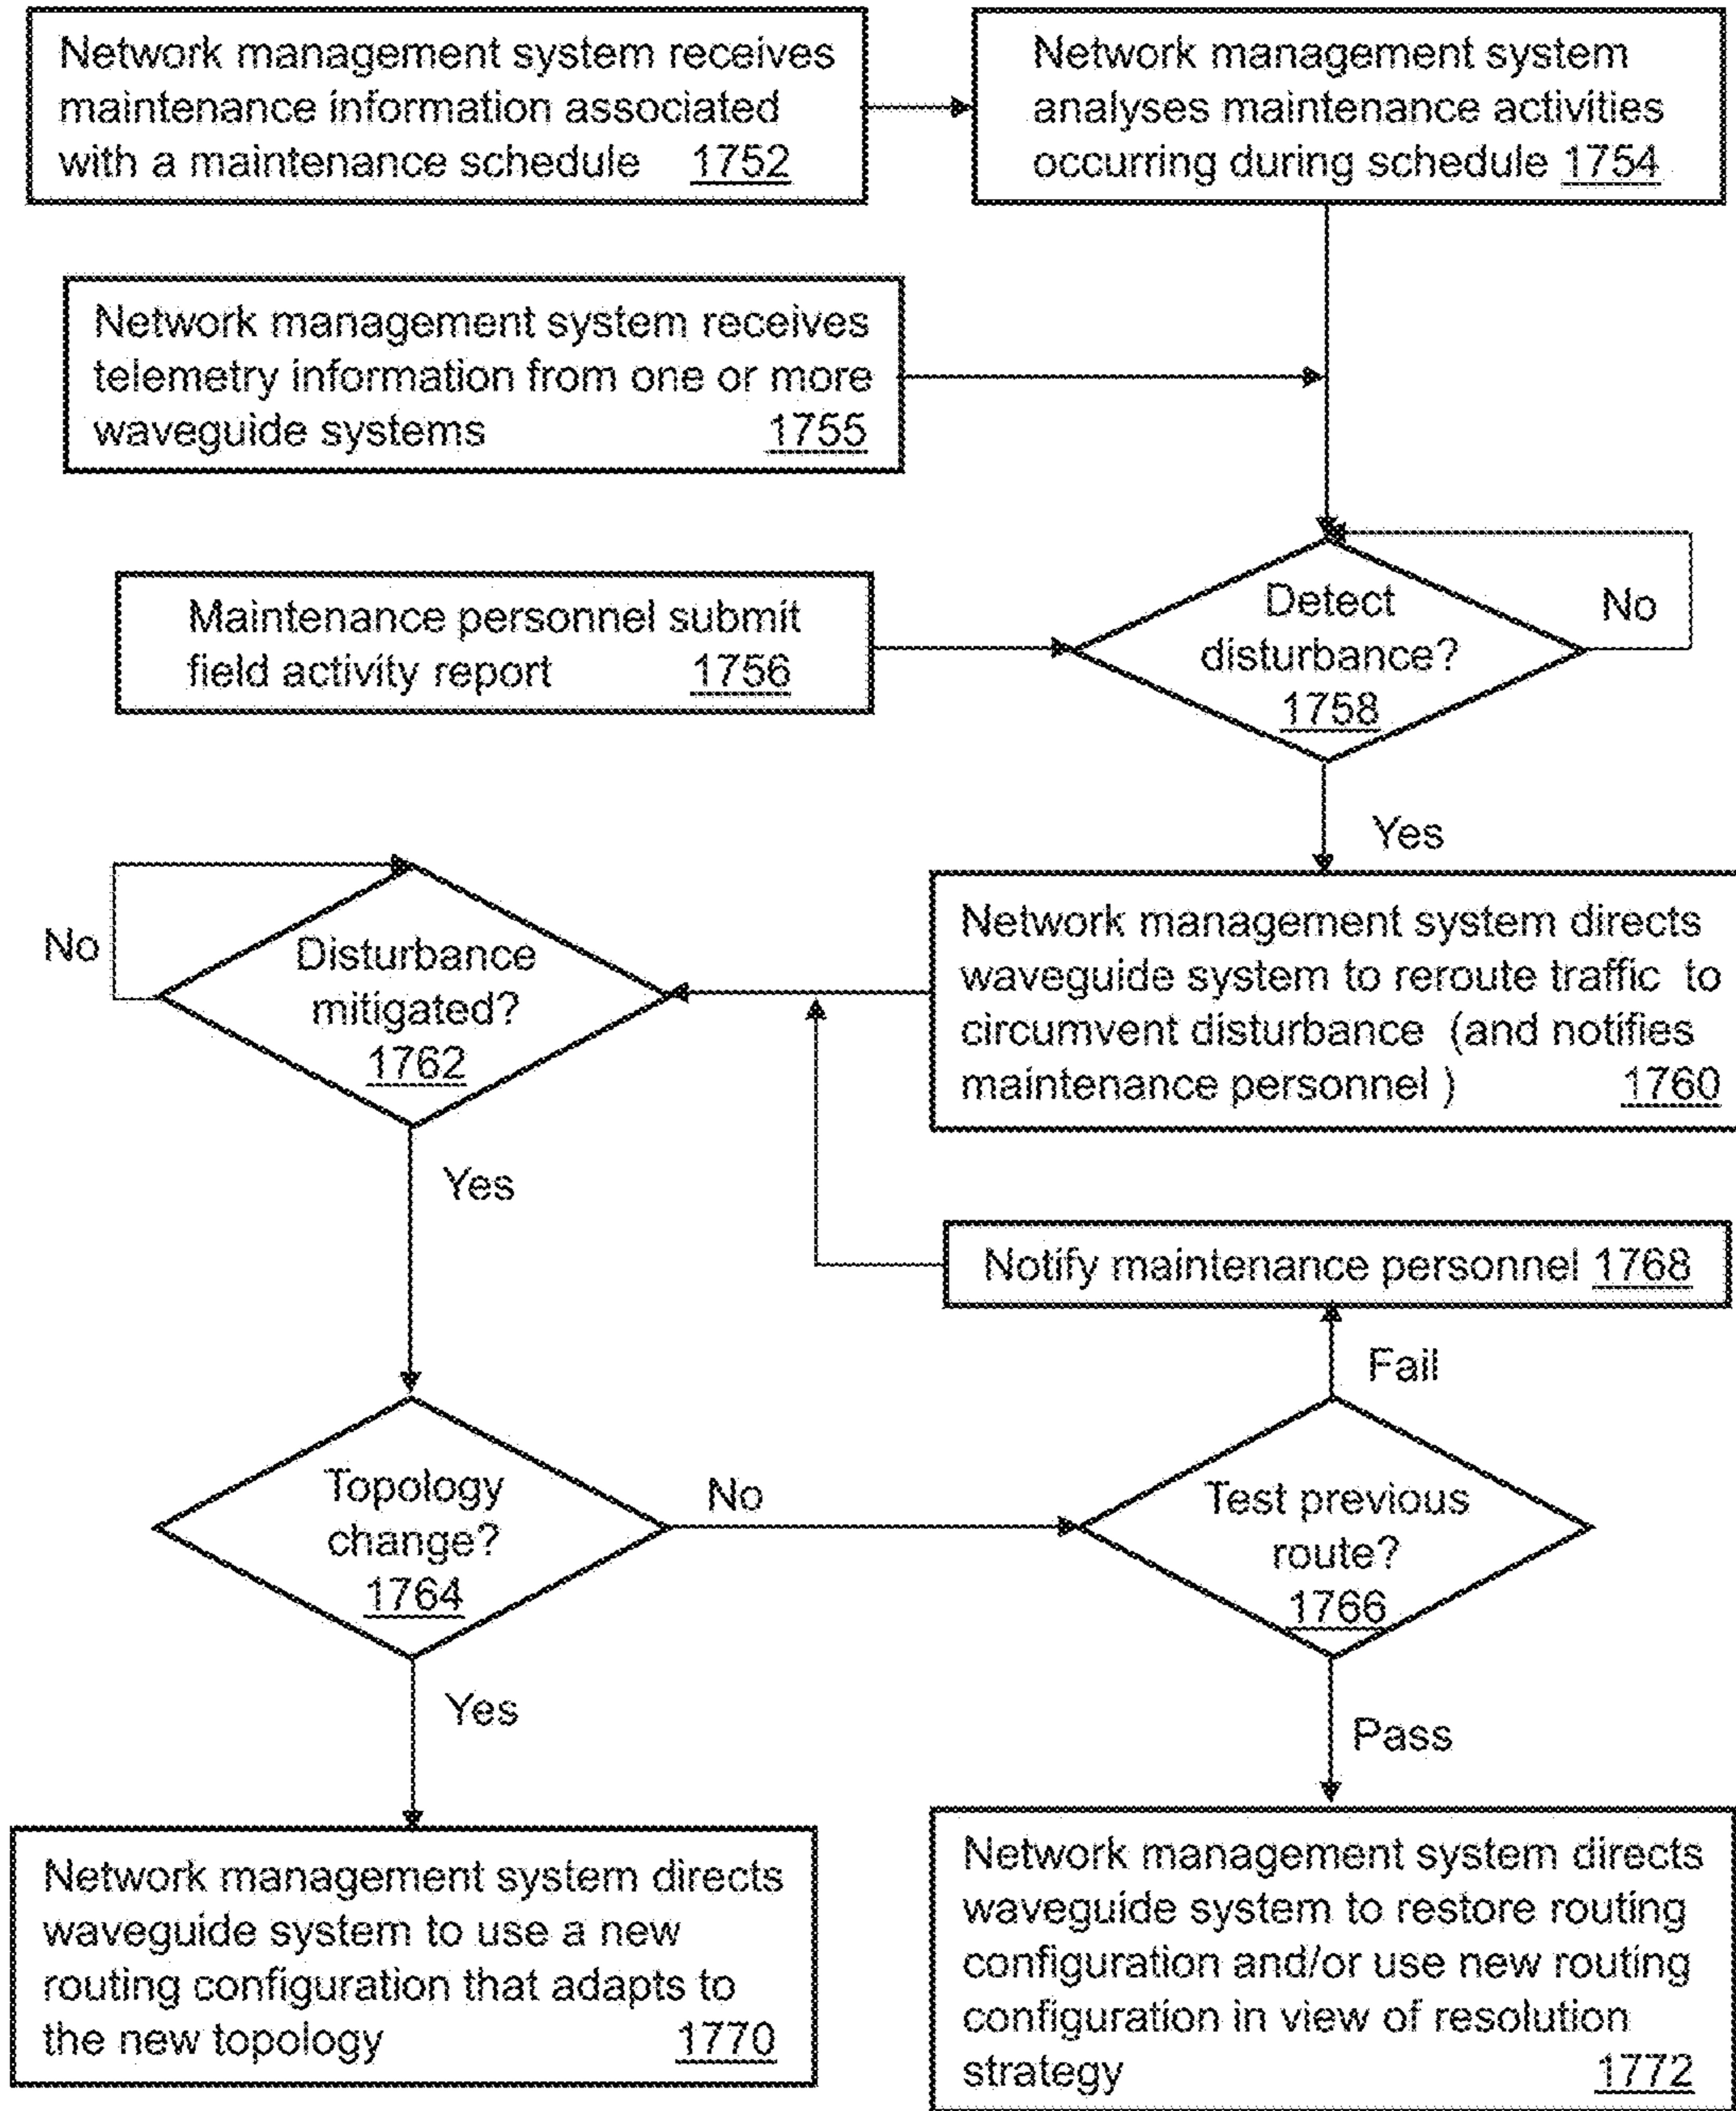 Network management system receives
maintenance information associated
with a maintenance schedule 1752
Network management system
analyses maintenance activities
occurring during schedule 1754
Network management system receives
telemetry information from one or more
waveguide systems 1755
Maintenance personnel submit
field activity report 1756
Detect
disturbance?
1758
No
Yes
Network management system directs
waveguide system to reroute traffic to
circumvent disturbance (and notifies
maintenance personnel ) 1760
No
Disturbance
mitigated?
1762
Yes
Notify maintenance personnel 1768
Fail
Topology
change?
1764
No
Test previous
route?
1766
Yes
Pass
Network management system directs
waveguide system to use a new
routing configuration that adapts to
the new topology 1770
Network management system directs
waveguide system to restore routing
configuration and/or use new routing
configuration in view of resolution
strategy 1772